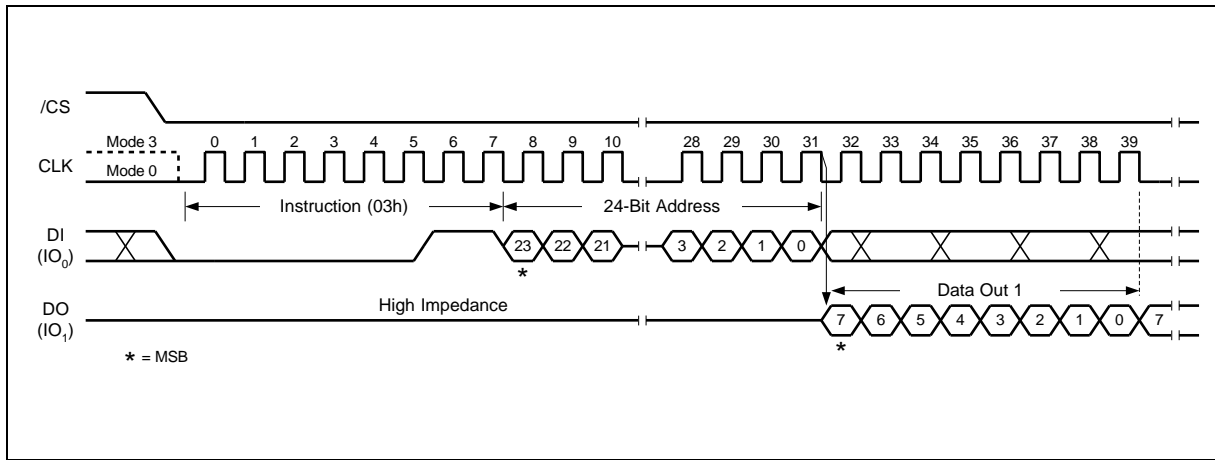 /CS
Mode 3
0 1 2 3 4 5 6 7 8 9 10 28 29 30 31 32 33 34 35 36 37 38 39
CLK
Mode 0
Instruction (03h) 24-Bit Address
DI
(IO0)
23 22 21 3 2 1 0
*
High Impedance
Data Out 1
DO
(IO1)
7 6 5 4 3 2 1 0 7
*
* = MSB